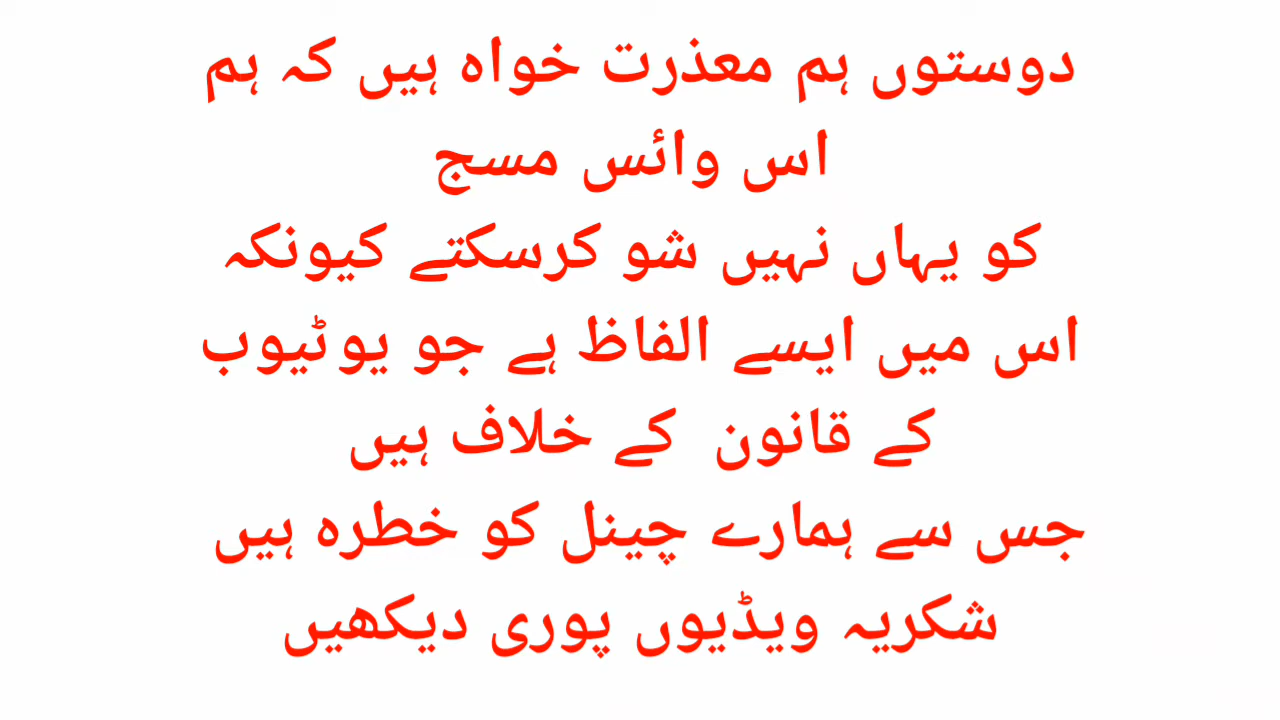 دوستوں ہم معذرت خواہ ہیں کہ ہم
اس وائس مسج
کو یہاں نہیں شو کرسکتے کیونکہ
اس میں ایسے الفاظ ہے جو یوٹیوب
کے قانون کے خلاف ہیں
جس سے ہمارے چینل کو خطرہ ہیں
شکریہ ویڈیوں پوری دیکھیں